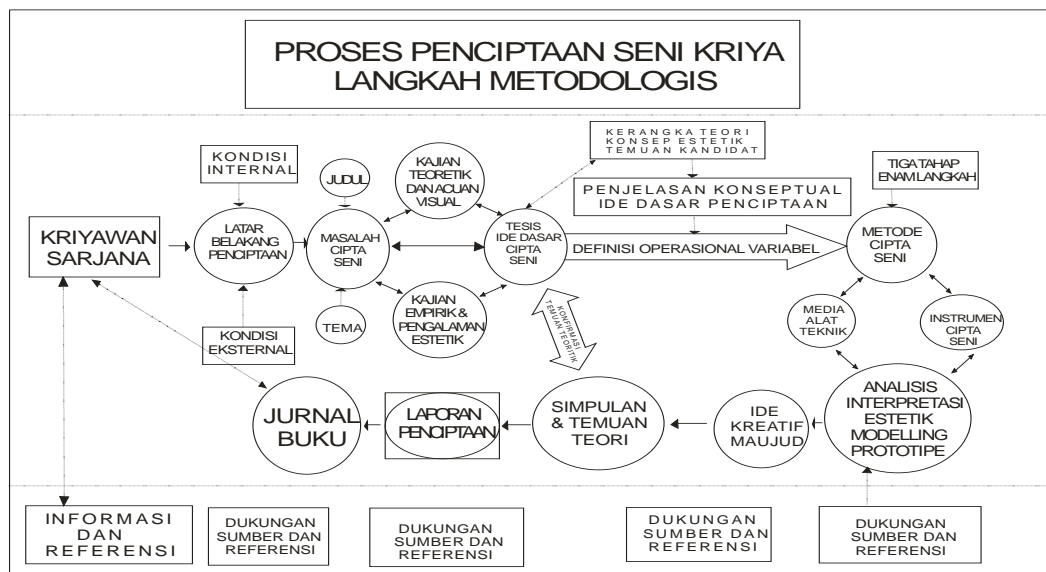 PROSES PENCIPTAAN SENI KRIYA
LANGKAH METODOLOGIS
KERANGKA TEORI
KONSEP ESTETIK
TEMUAN KANDIDAT
KONDISI
INTERNAL
JUDUL
KAJIAN
TEORETIK
DAN ACUAN
VISUAL
TIGA TAHAP
ENAM LANGKAH
PENJELASAN KONSEPTUAL
IDE DASAR PENCIPTAAN
KRIYAWAN
SARJANA
LATAR
BELAKANG
PENCIPTAAN
MASALAH
CIPTA
SENI
TESIS
IDE DASAR
CIPTA
SENI
DEFINISI OPERASIONAL VARIABEL
METODE
CIPTA
SENI
TEMA
KAJIAN
EMPIRIK &
PENGALAMAN
ESTETIK
KONDISI
EKSTERNAL
KONFIRMASI
TEMUAN TEORITIK
MEDIA
ALAT
TEKNIK
INSTRUMEN
CIPTA
SENI
JURNAL
BUKU
LAPORAN
PENCIPTAAN
SIMPULAN
& TEMUAN
TEORI
IDE
KREATIF
MAUJUD
ANALISIS
INTERPRETASI
ESTETIK
MODELLING
PROTOTIPE
INFORMASI
DAN
REFERENSI
DUKUNGAN
SUMBER DAN
REFERENSI
DUKUNGAN
SUMBER DAN
REFERENSI
DUKUNGAN
SUMBER DAN
REFERENSI
DUKUNGAN
SUMBER DAN
REFERENSI